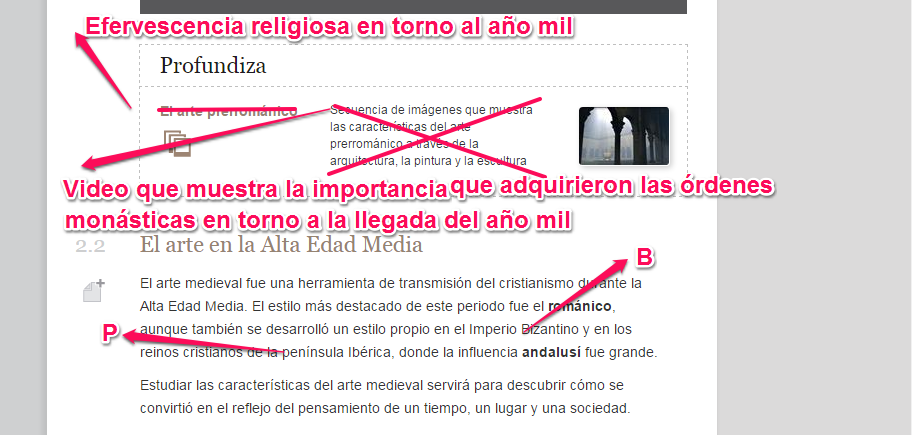 Efervescencia religiosa en torno al año mil
Profundiza
El arte prerrománico
Secuencia de imágenes que muestra
las características del arte
prerrománico a través de la
arquitectura, la pintura y la escultura
Video que muestra la importancia que adquirieron las órdenes
monásticas en torno a la llegada del año mil
2.2 El arte en la Alta Edad Media
B
El arte medieval fue una herramienta de transmisión del cristianismo durante la
Alta Edad Media. El estilo más destacado de este periodo fue el románico,
aunque también se desarrolló un estilo propio en el Imperio Bizantino y en los
P
reinos cristianos de la península Ibérica, donde la influencia andalusí fue grande.
Estudiar las características del arte medieval servirá para descubrir cómo se
convirtió en el reflejo del pensamiento de un tiempo, un lugar y una sociedad.